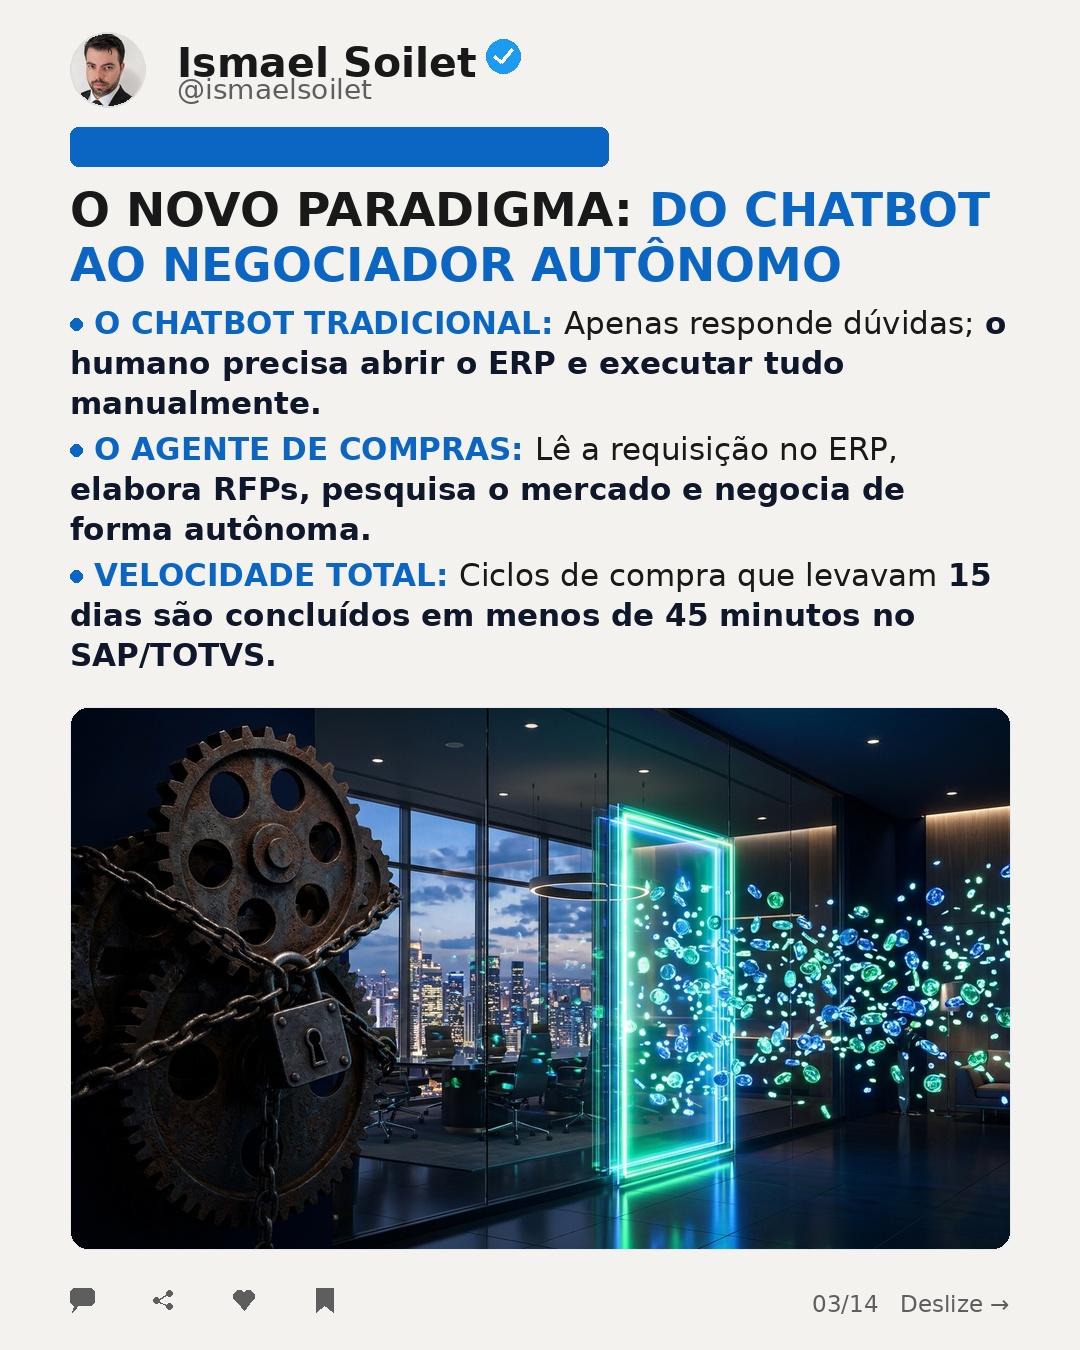 Ismael Soilet
@ismaelsoilet
O NOVO PARADIGMA: DO CHATBOT
AO NEGOCIADOR AUTÔNOMO
• O CHATBOT TRADICIONAL: Apenas responde dúvidas; o
humano precisa abrir o ERP e executar tudo
manualmente.
• O AGENTE DE COMPRAS: Lê a requisição no ERP,
elabora RFPs, pesquisa o mercado e negocia de
forma autônoma.
• VELOCIDADE TOTAL: Ciclos de compra que levavam 15
dias são concluídos em menos de 45 minutos no
SAP/TOTVS.
03/14 Deslize →